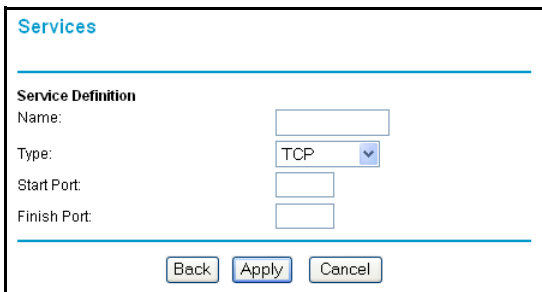 Services
Service Definition
Name:
Type: TCP
Start Port:
Finish Port:
Back Apply Cancel